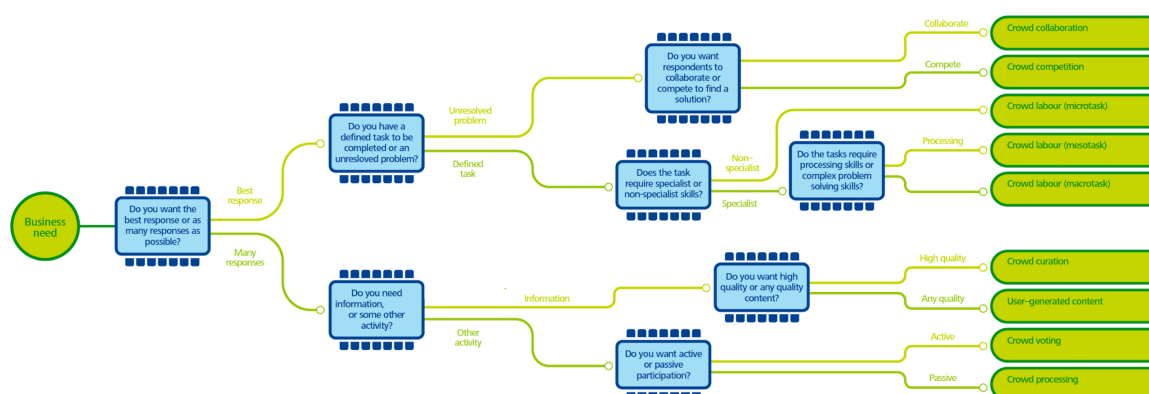 Business
need
Do you want the
best response or as
many responses as
possible?
Best
response
Many
responses
Do you have a
defined task to be
completed or an
unresloved problem?
Unresolved
problem
Defined
task
Do you need
information,
or some other
activity?
Information
Other
activity
Do you want
respondents to
collaborate or
compete to find a
solution?
Collaborate
Compete
Does the task
require specialist or
non-specialist skills?
Non-
specialist
Specialist
Do the tasks require
processing skills or
complex problem
solving skills?
Processing
Do you want high
quality or any quality
content?
High quality
Any quality
Do you want active
or passive
participation?
Active
Passive
Crowd collaboration
Crowd competition
Crowd labour (microtask)
Crowd labour (mesotask)
Crowd labour (macrotask)
Crowd curation
User-generated content
Crowd voting
Crowd processing